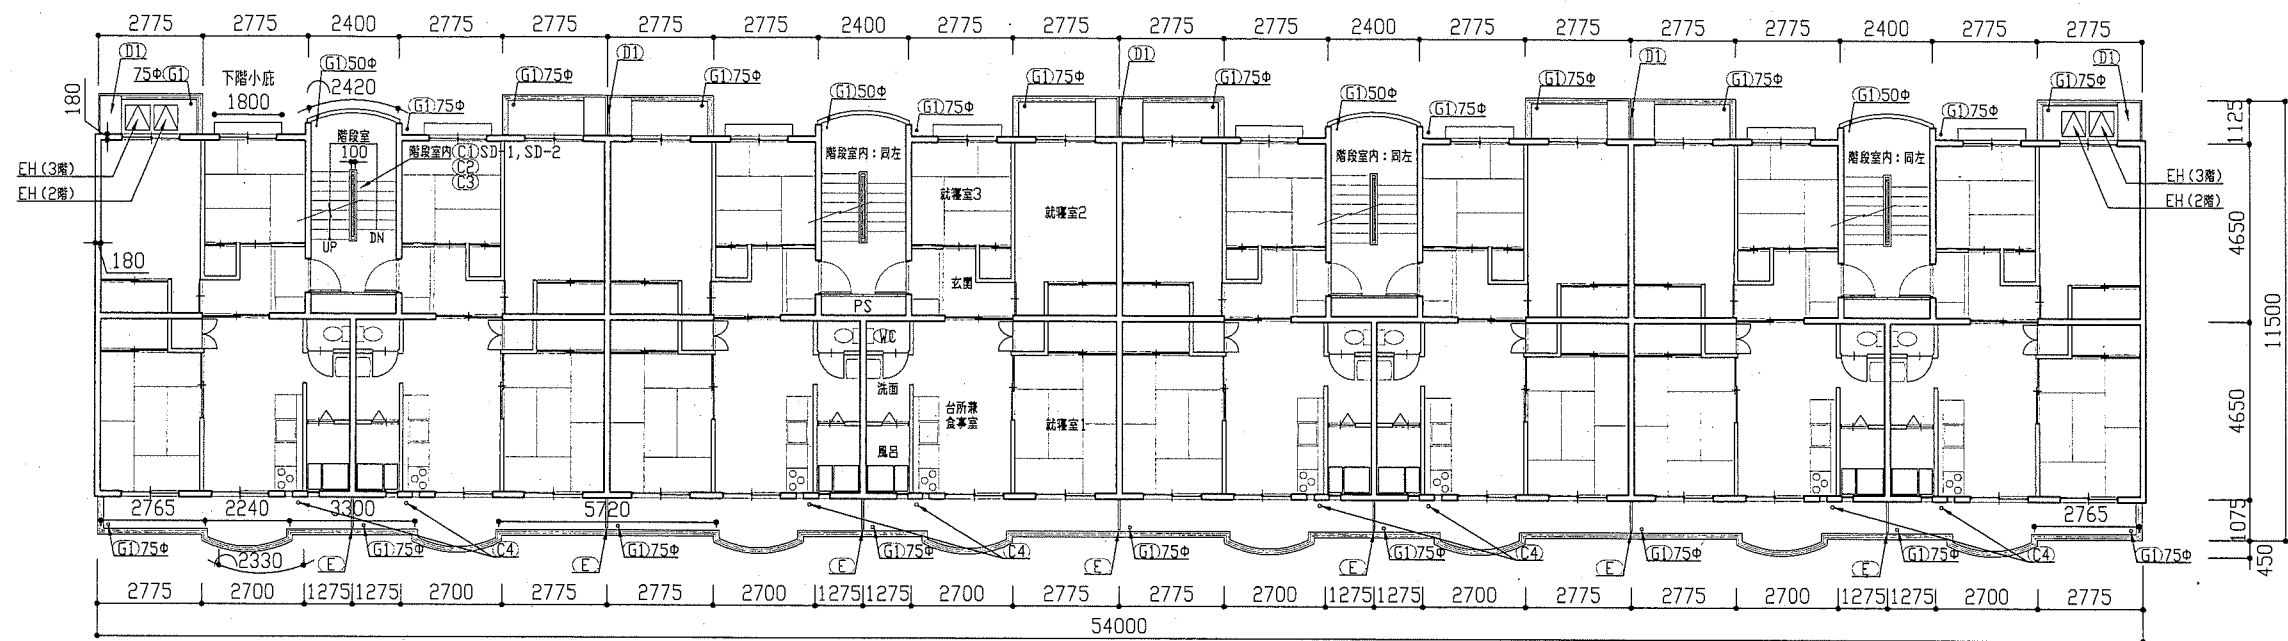 2775 2775 2400 2775 2775 2775 2775 2400 2775 2775 2775 2775 2400 2775 2775 2775 2775 2400 2775 2775
D1 G1)50Φ D1 D1 D1 D1
75Φ G1 下階小庇 2420 G1)75Φ G1)75Φ G1)50Φ G1)75Φ G1)75Φ G1)50Φ G1)75Φ G1)75Φ G1)50Φ G1)75Φ
180 1800 G1)75Φ G1)75Φ G1)75Φ G1)75Φ
階段室 1125
100 階段室内 C1 SD-1,SD-2 階段室内:同左 階段室内:同左 階段室内:同左
C2
C3
EH(3階) EH(3階)
EH(2階) 就寝室3 EH(2階)
就寝室2
UP DN 4650
180
玄関
PS 11500
WC
洗面
台所兼
食事室 就寝室1 4650
風呂
2765 2240 3300 5720 2765
1075
G1)75Φ G1)75Φ C4 G1)75Φ G1)75Φ C4 G1)75Φ G1)75Φ C4 G1)75Φ G1)75Φ C4 G1)75Φ
2330 E E E E E E E 450
2775 2700 1275 1275 2700 2775 2775 2700 1275 1275 2700 2775 2775 2700 1275 1275 2700 2775 2775 2700 1275 1275 2700 2775
54000